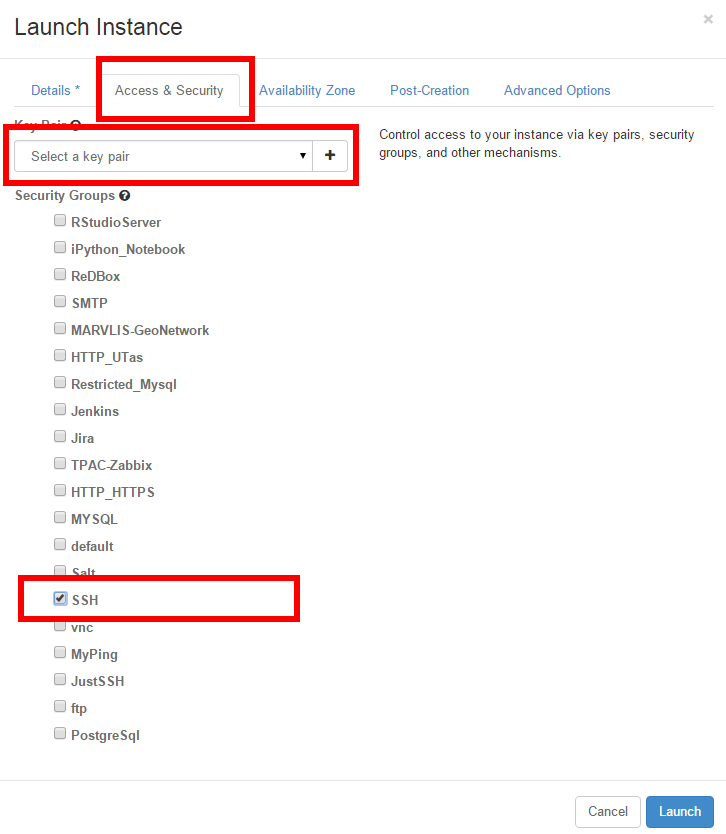 Launch Instance
×
Details * Access & Security Availability Zone Post-Creation Advanced Options
Key Pair
Control access to your instance via key pairs, security
groups, and other mechanisms.
Select a key pair
Security Groups
RStudioServer
iPython_Notebook
ReDBox
SMTP
MARVLIS-GeoNetwork
HTTP_UTas
Restricted_Mysql
Jenkins
Jira
TPAC-Zabbix
HTTP_HTTPS
MYSQL
default
Salt
SSH
vnc
MyPing
JustSSH
ftp
PostgreSql
Cancel Launch